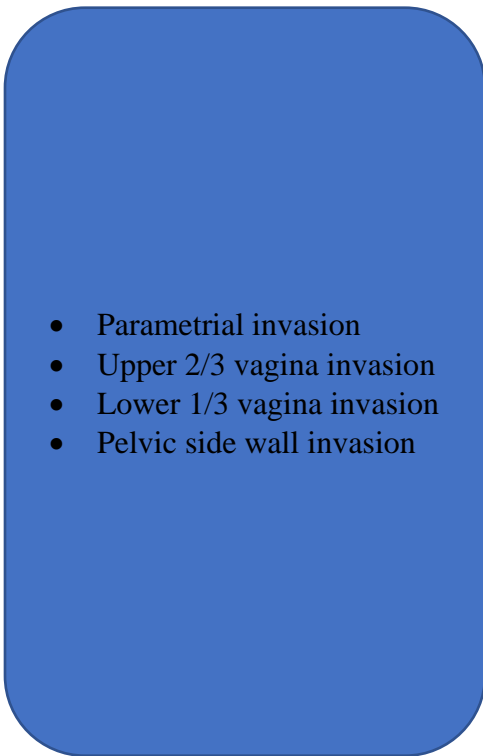 • Parametrial invasion
• Upper 2/3 vagina invasion
• Lower 1/3 vagina invasion
• Pelvic side wall invasion